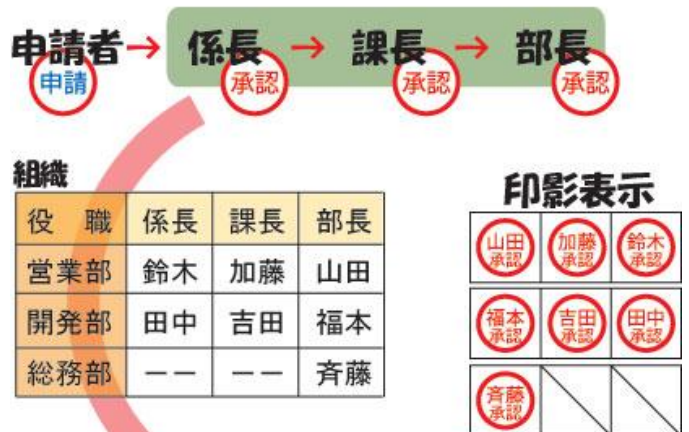 申請者→ 係長 → 課長 → 部長
申請 承認 承認 承認
組織
役 職 係長 課長 部長
営業部 鈴木 加藤 山田
開発部 田中 吉田 福本
総務部 −− −− 斉藤
印影表示
山田 承認 加藤 承認 鈴木 承認
福本 承認 吉田 承認 田中 承認
斉藤 承認